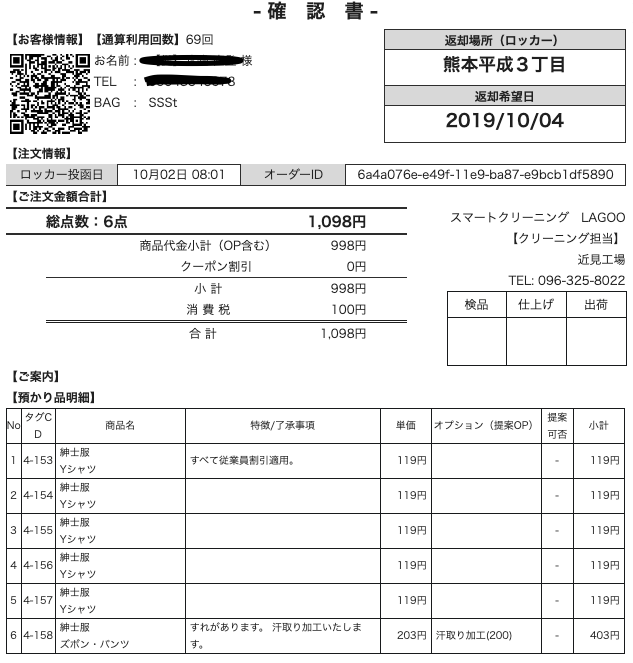 - 確　認　書 -
【お客様情報】【通算利用回数】69回
お名前： 様
TEL ：
BAG ： SSSt
返却場所（ロッカー）
熊本平成３丁目
返却希望日
2019/10/04
【注文情報】
ロッカー投函日 10月02日 08:01 オーダーID 6a4a076e-e49f-11e9-ba87-e9bcb1df5890
【ご注文金額合計】
総点数：6点 1,098円
商品代金小計（OP含む） 998円
クーポン割引 0円
小 計 998円
消 費 税 100円
合 計 1,098円
スマートクリーニング　LAGOO
【クリーニング担当】
近見工場
TEL: 096-325-8022
検品 仕上げ 出荷
【ご案内】
【預かり品明細】
No タグCD 商品名 特徴/了承事項 単価 オプション（提案OP） 提案可否 小計
1 4-153 紳士服 Yシャツ すべて従業員割引適用。 119円 - 119円
2 4-154 紳士服 Yシャツ 119円 - 119円
3 4-155 紳士服 Yシャツ 119円 - 119円
4 4-156 紳士服 Yシャツ 119円 - 119円
5 4-157 紳士服 Yシャツ 119円 - 119円
6 4-158 紳士服 ズボン・パンツ すれがあります。 汗取り加工いたします。 203円 汗取り加工(200) - 403円